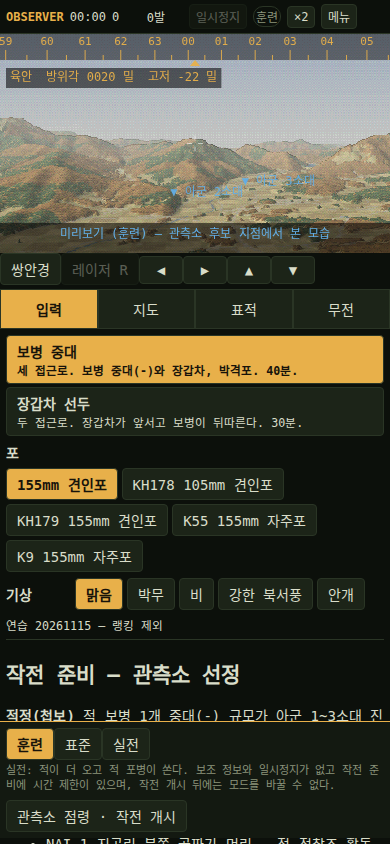 OBSERVER 00:00 0 0발 일시정지 훈련 ×2 메뉴
59 60 61 62 63 00 01 02 03 04 05
육안 방위각 0020 밀 고저 -22 밀
미리보기 (훈련) — 관측소 후보 지점에서 본 모습
쌍안경 레이저 R ◀ ▶ ▲ ▼
입력 지도 표적 무전
보병 중대
세 접근로. 보병 중대(-)와 장갑차, 박격포. 40분.
장갑차 선두
두 접근로. 장갑차가 앞서고 보병이 뒤따른다. 30분.
포
155mm 견인포 KH178 105mm 견인포
KH179 155mm 견인포 K55 155mm 자주포
K9 155mm 자주포
기상 맑음 박무 비 강한 북서풍 안개
연습 20261115 — 랭킹 제외
작전 준비 — 관측소 선정
적정(첩보) 적 보병 1개 중대(-) 규모가 아군 1~3소대 진
훈련 표준 실전
실전: 적이 더 오고 적 포병이 쏜다. 보조 정보와 일시정지가 없고 작전 준
비에 시간 제한이 있으며, 작전 개시 뒤에는 모드를 바꿀 수 없다.
관측소 점령 · 작전 개시